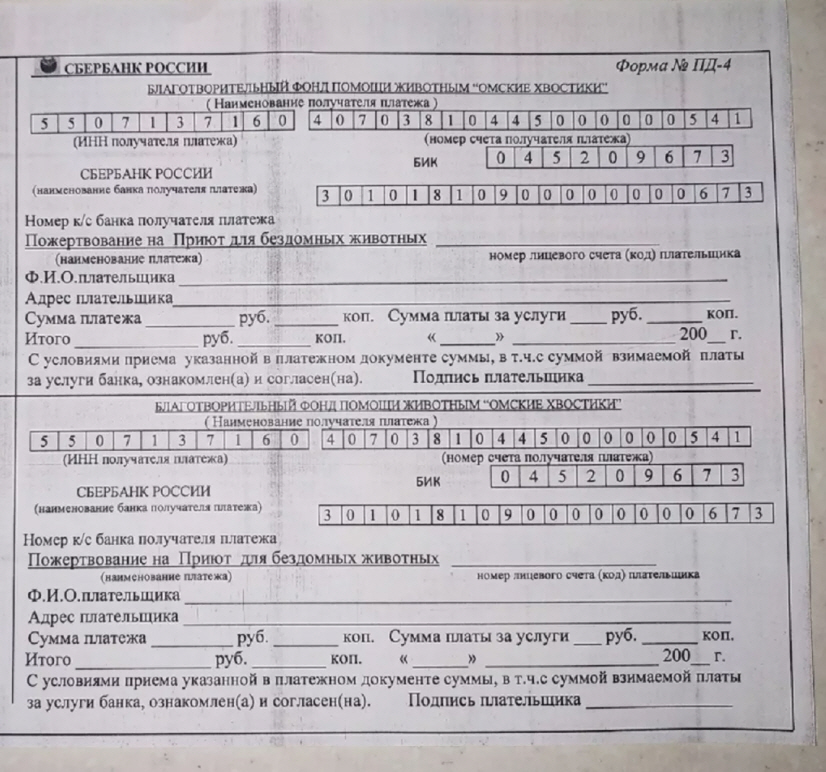 СБЕРБАНК РОССИИ Форма № ПД-4
БЛАГОТВОРИТЕЛЬНЫЙ ФОНД ПОМОЩИ ЖИВОТНЫМ "ОМСКИЕ ХВОСТИКИ"
( Наименование получателя платежа )
5 5 0 7 1 3 7 1 6 0 4 0 7 0 3 8 1 0 4 4 5 0 0 0 0 0 0 5 4 1
(ИНН получателя платежа) (номер счета получателя платежа)
БИК 0 4 5 2 0 9 6 7 3
СБЕРБАНК РОССИИ
(наименование банка получателя платежа) 3 0 1 0 1 8 1 0 9 0 0 0 0 0 0 0 0 6 7 3
Номер к/с банка получателя платежа
Пожертвование на Приют для бездомных животных ____________
(наименование платежа) номер лицевого счета (код) плательщика
Ф.И.О.плательщика ____________
Адрес плательщика____________
Сумма платежа ________ руб. ______ коп. Сумма платы за услуги ____ руб. ______ коп.
Итого ____________ руб. ________ коп. « ______ » ________________ 200__ г.
С условиями приема указанной в платежном документе суммы, в т.ч.с суммой взимаемой платы
за услуги банка, ознакомлен(а) и согласен(на). Подпись плательщика ____________
БЛАГОТВОРИТЕЛЬНЫЙ ФОНД ПОМОЩИ ЖИВОТНЫМ "ОМСКИЕ ХВОСТИКИ"
( Наименование получателя платежа )
5 5 0 7 1 3 7 1 6 0 4 0 7 0 3 8 1 0 4 4 5 0 0 0 0 0 0 5 4 1
(ИНН получателя платежа) (номер счета получателя платежа)
БИК 0 4 5 2 0 9 6 7 3
СБЕРБАНК РОССИИ
(наименование банка получателя платежа) 3 0 1 0 1 8 1 0 9 0 0 0 0 0 0 0 0 6 7 3
Номер к/с банка получателя платежа
Пожертвование на Приют для бездомных животных ____________
(наименование платежа) номер лицевого счета (код) плательщика
Ф.И.О.плательщика ____________
Адрес плательщика ____________
Сумма платежа ________ руб. ______ коп. Сумма платы за услуги ___ руб. ______ коп.
Итого ____________ руб. ________ коп. « ______ » ________________ 200__ г.
С условиями приема указанной в платежном документе суммы, в т.ч.с суммой взимаемой платы
за услуги банка, ознакомлен(а) и согласен(на). Подпись плательщика ____________